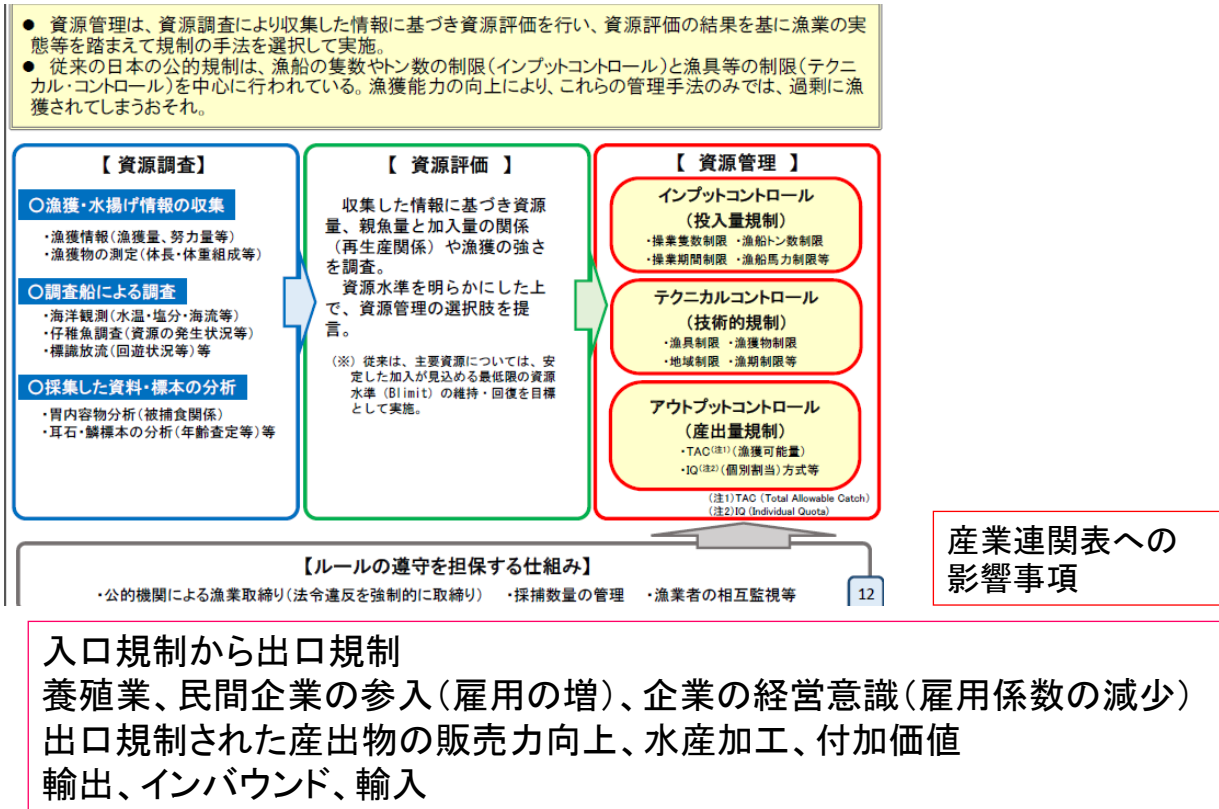 ● 資源管理は、資源調査により収集した情報に基づき資源評価を行い、資源評価の結果を基に漁業の実
態等を踏まえて規制の手法を選択して実施。
● 従来の日本の公的規制は、漁船の隻数やトン数の制限(インプットコントロール)と漁具等の制限(テクニ
カル・コントロール)を中心に行われている。漁獲能力の向上により、これらの管理手法のみでは、過剰に漁
獲されてしまうおそれ。
【 資源調査】
○漁獲・水揚げ情報の収集
・漁獲情報(漁獲量、努力量等)
・漁獲物の測定(体長・体重組成等)
○調査船による調査
・海洋観測(水温・塩分・海流等)
・仔稚魚調査(資源の発生状況等)
・標識放流(回遊状況等)等
○採集した資料・標本の分析
・胃内容物分析(被捕食関係)
・耳石・鱗標本の分析(年齢査定等)等
【 資源評価 】
収集した情報に基づき資源
量、親魚量と加入量の関係
(再生産関係)や漁獲の強さ
を調査。
資源水準を明らかにした上
で、資源管理の選択肢を提
言。
(※) 従来は、主要資源については、安
定した加入が見込める最低限の資源
水準(Blimit)の維持・回復を目標
として実施。
【 資源管理 】
インプットコントロール
(投入量規制)
・操業隻数制限 ・漁船トン数制限
・操業期間制限 ・漁船馬力制限等
テクニカルコントロール
(技術的規制)
・漁具制限 ・漁獲物制限
・地域制限 ・漁期制限等
アウトプットコントロール
(産出量規制)
・TAC(注1)(漁獲可能量)
・IQ(注2)(個別割当)方式等
(注1)TAC (Total Allowable Catch)
(注2)IQ (Individual Quota)
【ルールの遵守を担保する仕組み】
・公的機関による漁業取締り(法令違反を強制的に取締り) ・採捕数量の管理 ・漁業者の相互監視等
12
産業連関表への
影響事項
入口規制から出口規制
養殖業、民間企業の参入(雇用の増)、企業の経営意識(雇用係数の減少)
出口規制された産出物の販売力向上、水産加工、付加価値
輸出、インバウンド、輸入